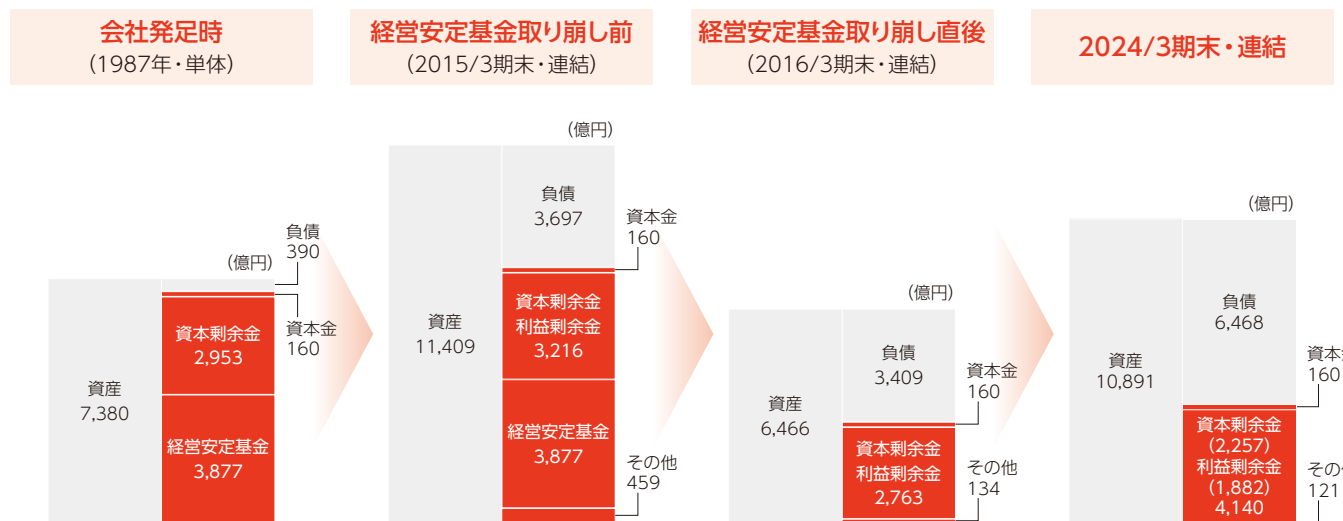 会社発足時
(1987年・単体)
(億円)
資産
7,380
負債
390
資本金
160
資本剰余金
2,953
経営安定基金
3,877
経営安定基金取り崩し前
(2015/3期末・連結)
(億円)
資産
11,409
負債
3,697
資本金
160
資本剰余金
利益剰余金
3,216
経営安定基金
3,877
その他
459
経営安定基金取り崩し直後
(2016/3期末・連結)
(億円)
資産
6,466
負債
3,409
資本金
160
資本剰余金
利益剰余金
2,763
その他
134
2024/3期末・連結
(億円)
資産
10,891
負債
6,468
資本
160
資本剰余金
(2,257)
利益剰余金
(1,882)
4,140
その
121